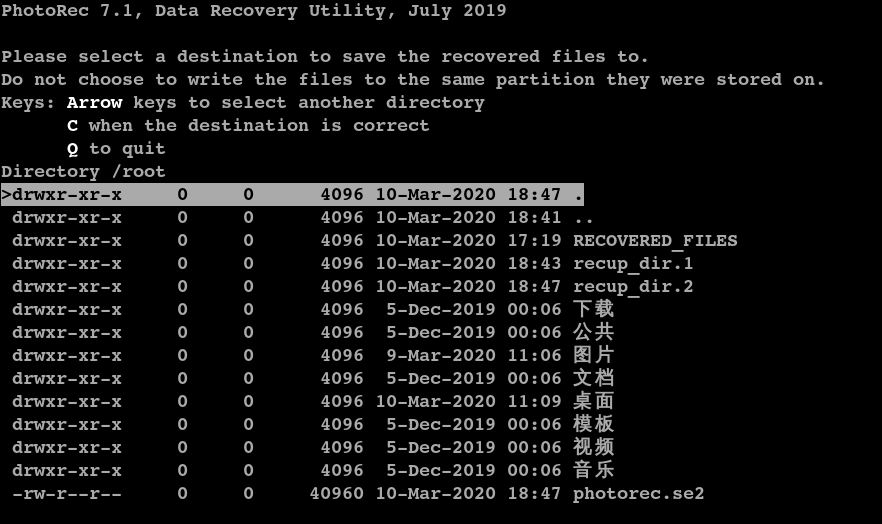 PhotoRec 7.1, Data Recovery Utility, July 2019
Please select a destination to save the recovered files to.
Do not choose to write the files to the same partition they were stored on.
Keys: Arrow keys to select another directory
C when the destination is correct
Q to quit
Directory /root
>drwxr-xr-x 0 0 4096 10-Mar-2020 18:47 .
drwxr-xr-x 0 0 4096 10-Mar-2020 18:41 ..
drwxr-xr-x 0 0 4096 10-Mar-2020 17:19 RECOVERED_FILES
drwxr-xr-x 0 0 4096 10-Mar-2020 18:43 recup_dir.1
drwxr-xr-x 0 0 4096 10-Mar-2020 18:47 recup_dir.2
drwxr-xr-x 0 0 4096 5-Dec-2019 00:06 下载
drwxr-xr-x 0 0 4096 5-Dec-2019 00:06 公共
drwxr-xr-x 0 0 4096 9-Mar-2020 11:06 图片
drwxr-xr-x 0 0 4096 5-Dec-2019 00:06 文档
drwxr-xr-x 0 0 4096 10-Mar-2020 11:09 桌面
drwxr-xr-x 0 0 4096 5-Dec-2019 00:06 模板
drwxr-xr-x 0 0 4096 5-Dec-2019 00:06 视频
drwxr-xr-x 0 0 4096 5-Dec-2019 00:06 音乐
-rw-r--r-- 0 0 40960 10-Mar-2020 18:47 photorec.se2